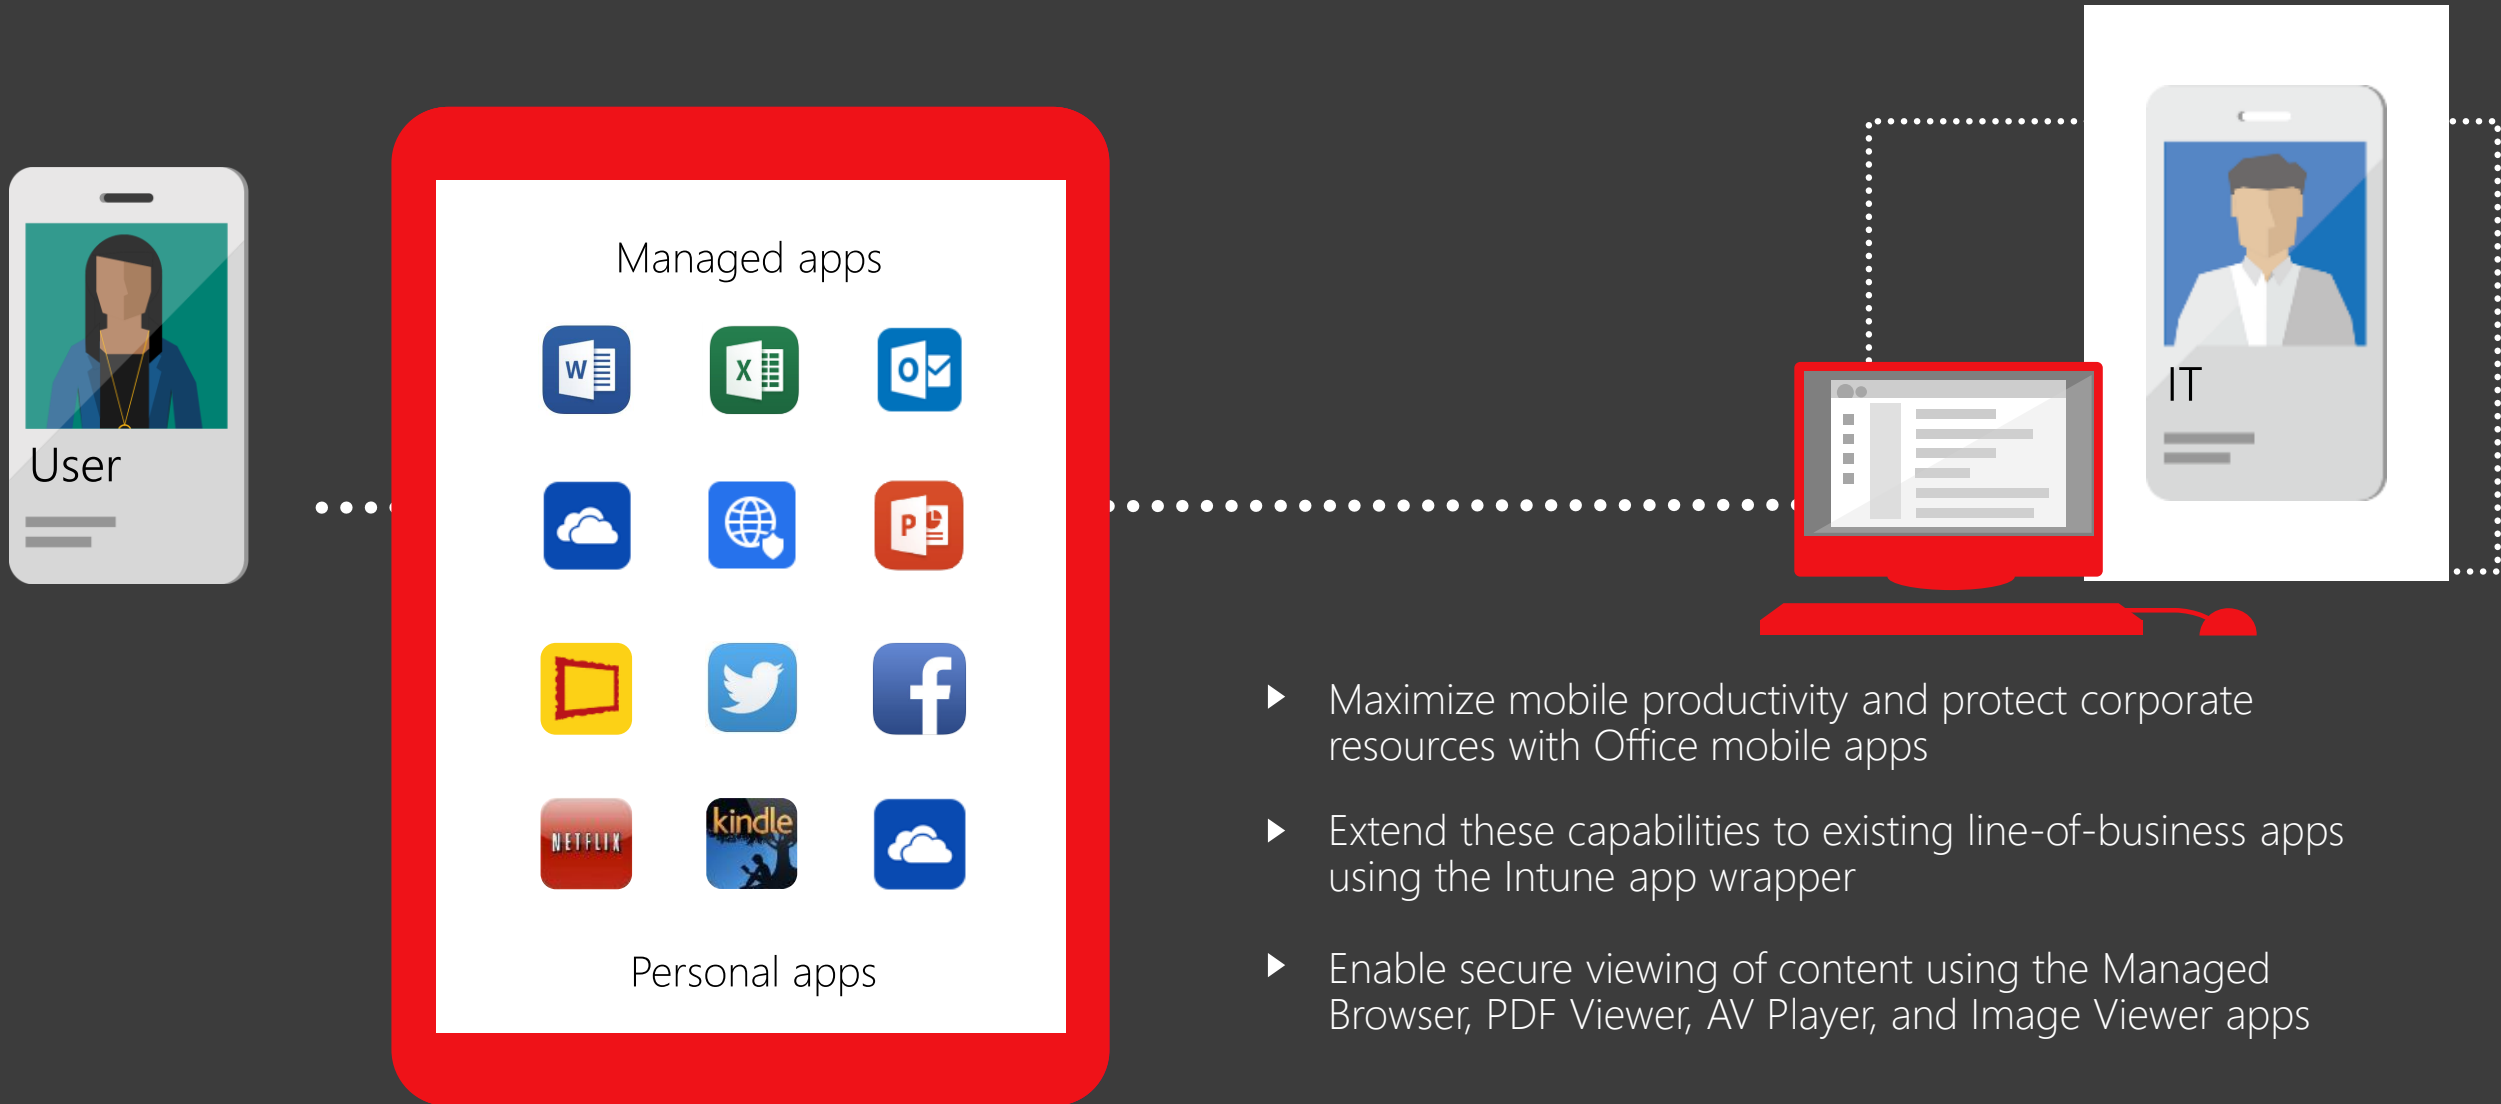 User
Managed apps
W
X
O
P
f
NETFLIX
kindle
Personal apps
IT
Maximize mobile productivity and protect corporate
resources with Office mobile apps
Extend these capabilities to existing line-of-business apps
using the Intune app wrapper
Enable secure viewing of content using the Managed
Browser, PDF Viewer, AV Player, and Image Viewer apps